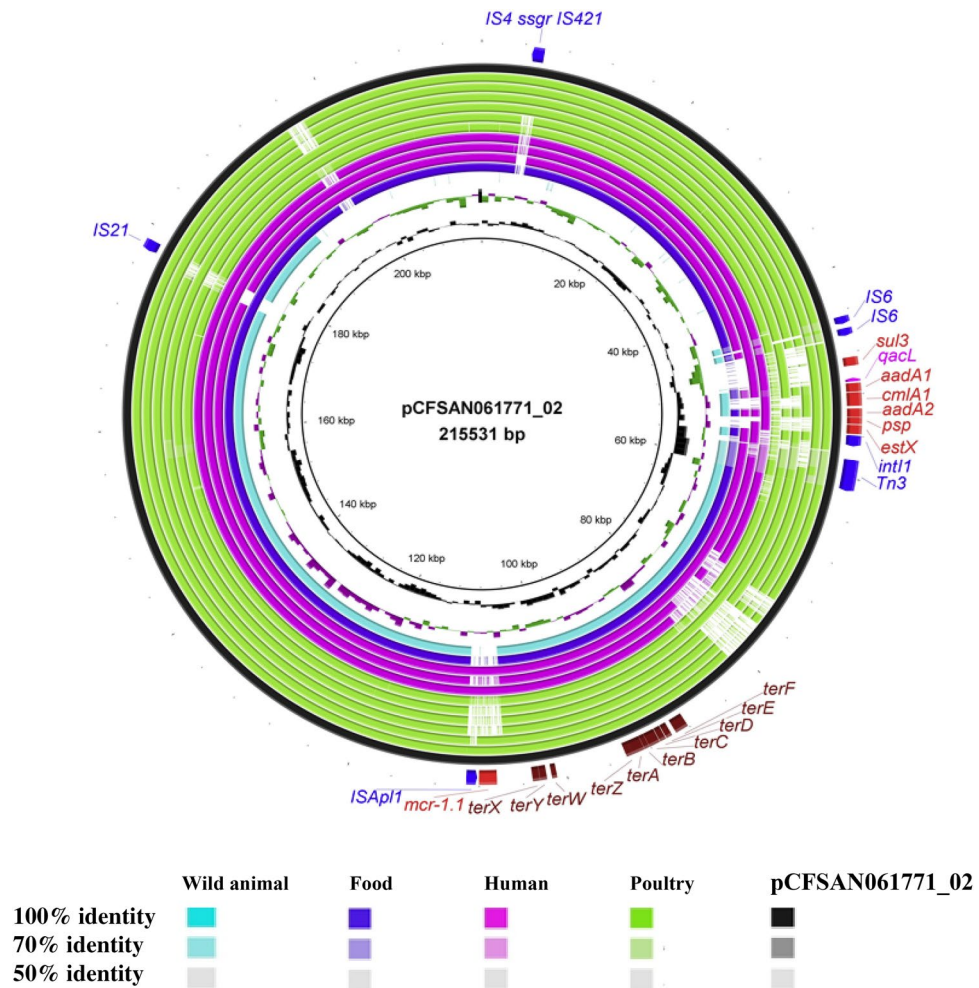 IS4 ssgr IS421
IS21
IS6
IS6
sul3
qacL
aadA1
cmlA1
aadA2
psp
estX
intI1
Tn3
200 kbp
20 kbp
180 kbp
40 kbp
pCFSAN061771_02
215531 bp
160 kbp
60 kbp
140 kbp
80 kbp
120 kbp
100 kbp
terF
terE
terD
terC
terB
terA
terZ
ISApl1
mcr-1.1
terX
terY
terW
Wild animal Food Human Poultry pCFSAN061771_02
100% identity
70% identity
50% identity